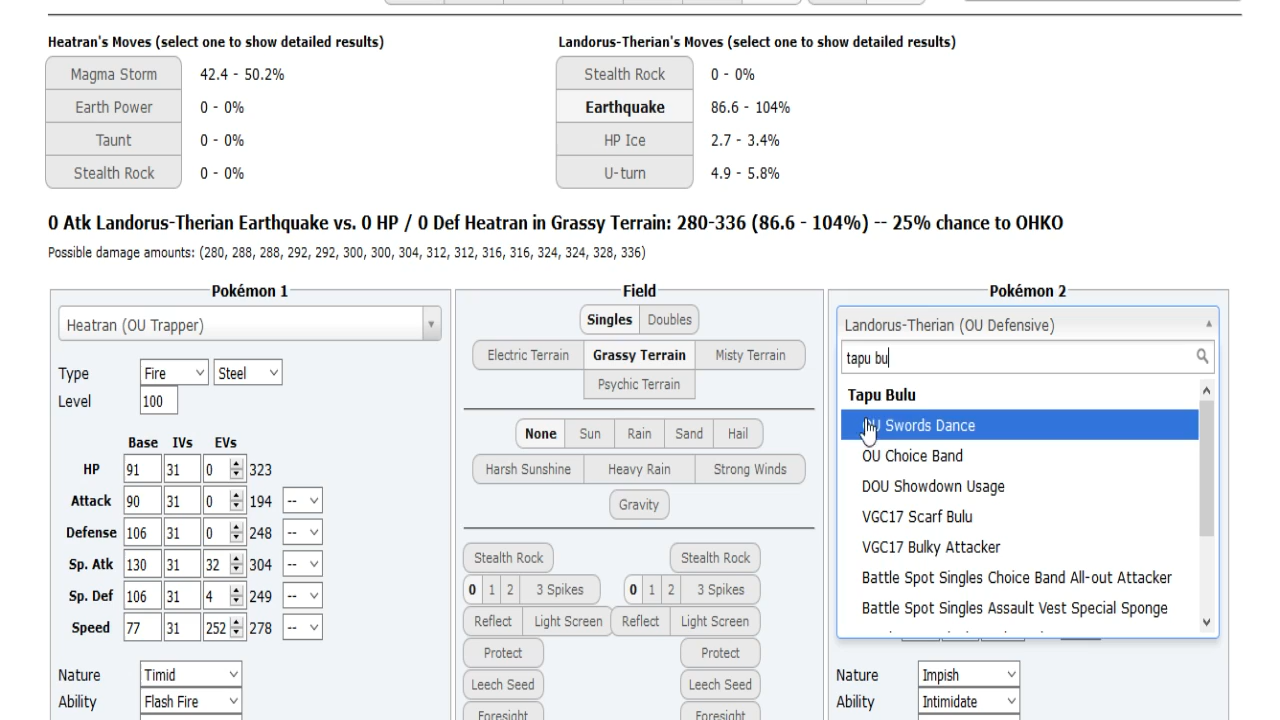 Heatran's Moves (select one to show detailed results)
Landorus-Therian's Moves (select one to show detailed results)
Magma Storm 42.4 - 50.2%
Stealth Rock 0 - 0%
Earth Power 0 - 0%
Earthquake 86.6 - 104%
Taunt 0 - 0%
HP Ice 2.7 - 3.4%
Stealth Rock 0 - 0%
U-turn 4.9 - 5.8%
0 Atk Landorus-Therian Earthquake vs. 0 HP / 0 Def Heatran in Grassy Terrain: 280-336 (86.6 - 104%) -- 25% chance to OHKO
Possible damage amounts: (280, 288, 288, 292, 292, 300, 300, 304, 312, 312, 316, 316, 324, 324, 328, 336)
Pokémon 1
Heatran (OU Trapper)
Type Fire Steel
Level 100
Base IVs EVs
HP 91 31 0 323
Attack 90 31 0 194 --
Defense 106 31 0 248 --
Sp. Atk 130 31 32 304 --
Sp. Def 106 31 4 249 --
Speed 77 31 252 278 --
Nature Timid
Ability Flash Fire
Field
Singles Doubles
Electric Terrain Grassy Terrain Misty Terrain
Psychic Terrain
None Sun Rain Sand Hail
Harsh Sunshine Heavy Rain Strong Winds
Gravity
Stealth Rock Stealth Rock
0 1 2 3 Spikes 0 1 2 3 Spikes
Reflect Light Screen Reflect Light Screen
Protect Protect
Leech Seed Leech Seed
Foresight Foresight
Pokémon 2
Landorus-Therian (OU Defensive)
tapu bu
Tapu Bulu
OU Swords Dance
OU Choice Band
DOU Showdown Usage
VGC17 Scarf Bulu
VGC17 Bulky Attacker
Battle Spot Singles Choice Band All-out Attacker
Battle Spot Singles Assault Vest Special Sponge
Nature Impish
Ability Intimidate